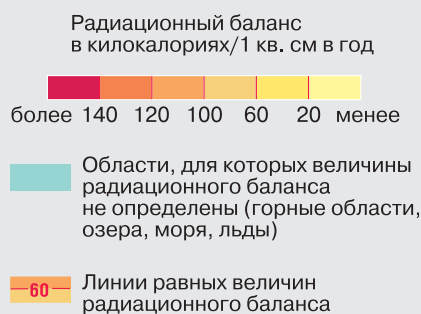 Радиационный баланс
в килокалориях/1 кв. см в год
более 140 120 100 60 20 менее
Области, для которых величины
радиационного баланса
не определены (горные области,
озера, моря, льды)
60
Линии равных величин
радиационного баланса